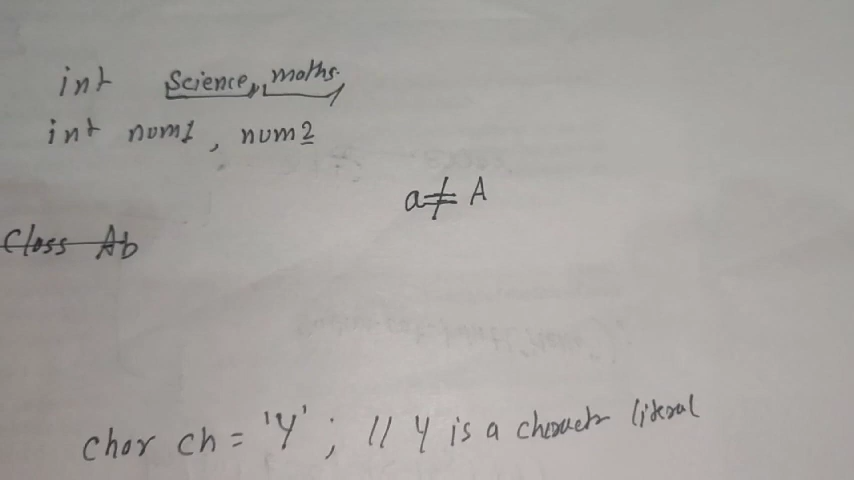 int Science, maths.
int num1, num2
a ≠ A
Class Ab
char ch = 'Y'; // Y is a character literal